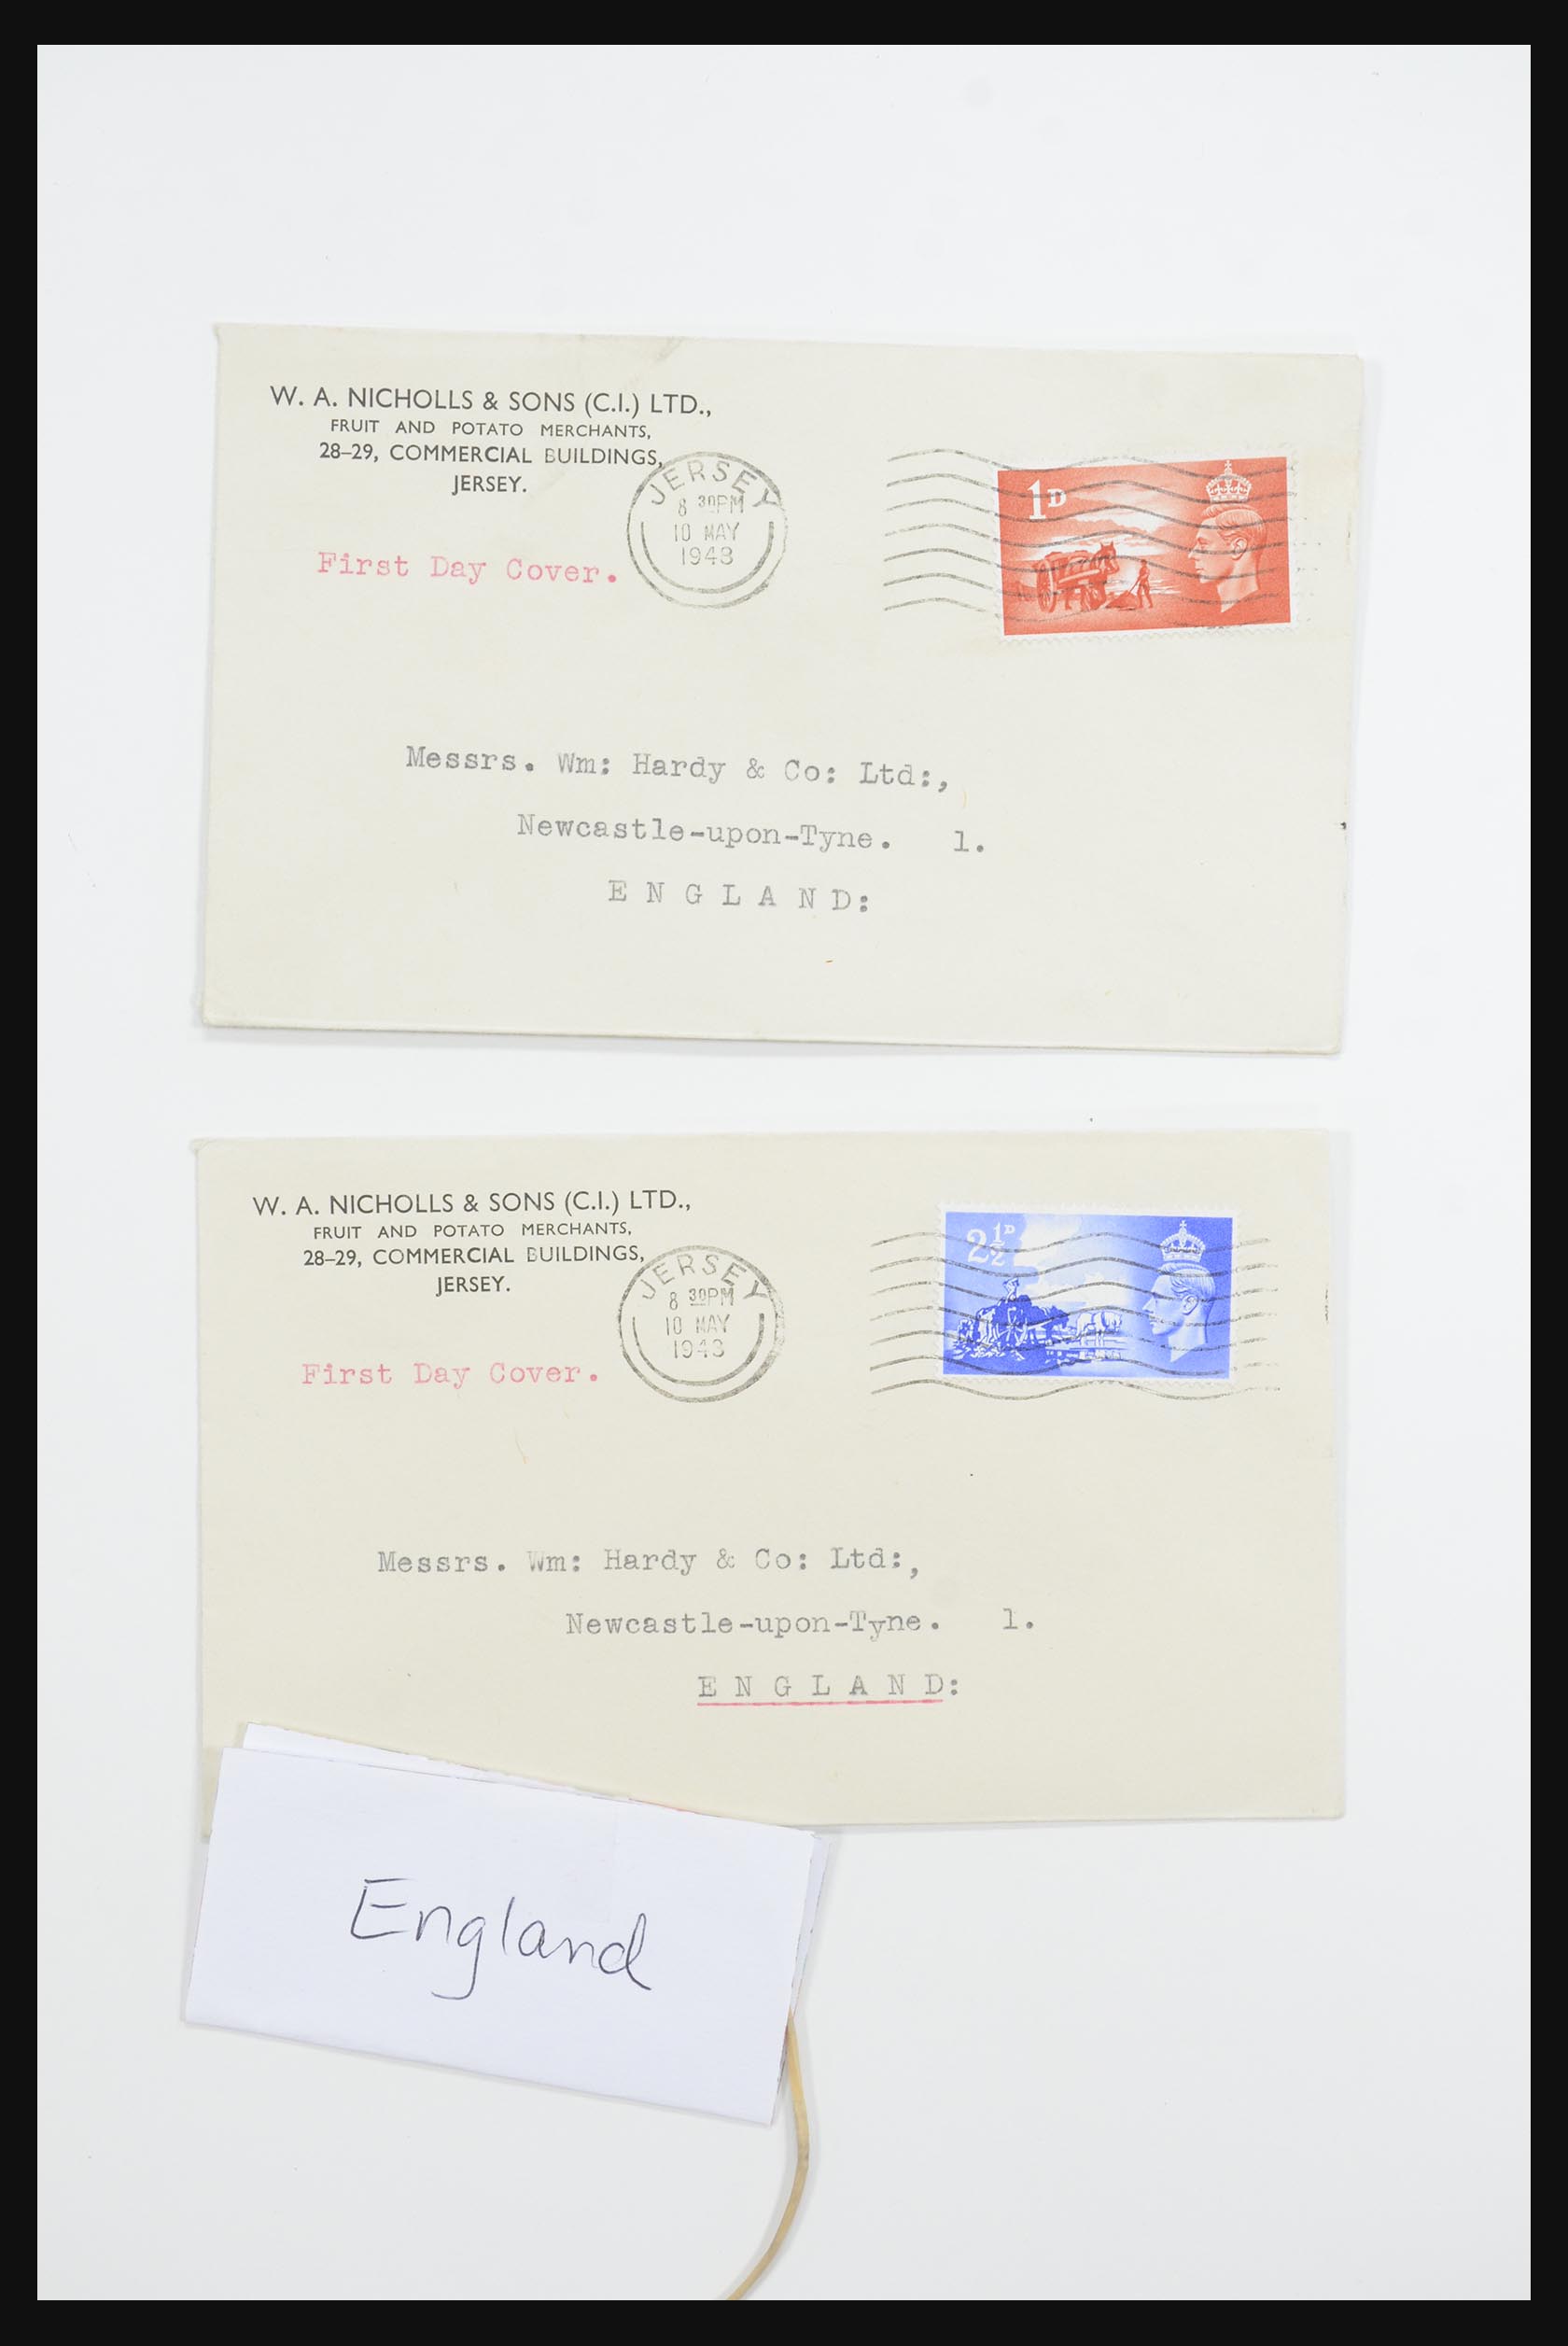 W. A. NICHOLLS & SONS (C.I.) LTD.,
FRUIT AND POTATO MERCHANTS,
28–29, COMMERCIAL BUILDINGS,
JERSEY.
JERSEY
8 30PM
10 MAY
1948
1D
First Day Cover.
Messrs. Wm: Hardy & Co: Ltd:,
Newcastle-upon-Tyne. 1.
E N G L A N D:
W. A. NICHOLLS & SONS (C.I.) LTD.,
FRUIT AND POTATO MERCHANTS,
28–29, COMMERCIAL BUILDINGS,
JERSEY.
JERSEY
8 30PM
10 MAY
1948
2½D
First Day Cover.
Messrs. Wm: Hardy & Co: Ltd:,
Newcastle-upon-Tyne. 1.
E N G L A N D:
England